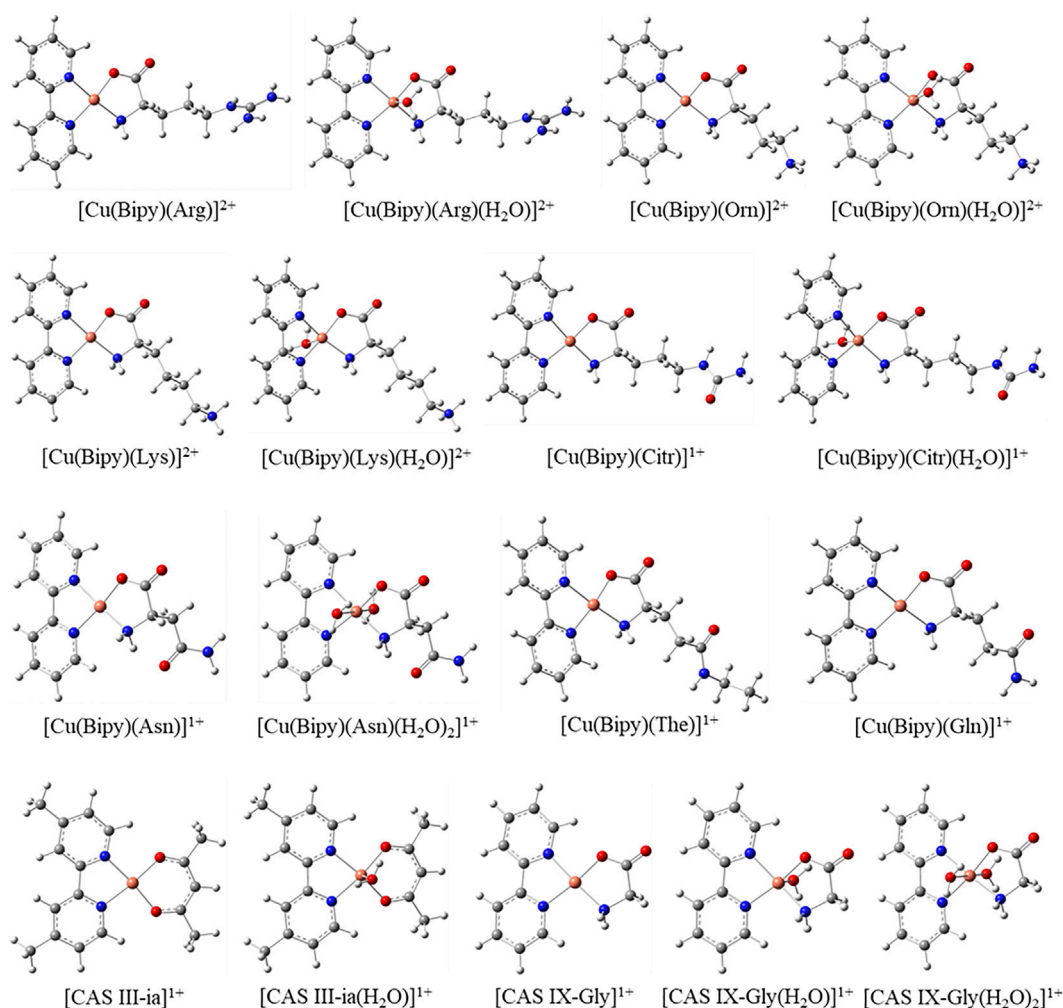 [Cu(Bipy)(Arg)]²⁺ [Cu(Bipy)(Arg)(H₂O)]²⁺ [Cu(Bipy)(Orn)]²⁺ [Cu(Bipy)(Orn)(H₂O)]²⁺
[Cu(Bipy)(Lys)]²⁺ [Cu(Bipy)(Lys)(H₂O)]²⁺ [Cu(Bipy)(Citr)]¹⁺ [Cu(Bipy)(Citr)(H₂O)]¹⁺
[Cu(Bipy)(Asn)]¹⁺ [Cu(Bipy)(Asn)(H₂O)₂]¹⁺ [Cu(Bipy)(The)]¹⁺ [Cu(Bipy)(Gln)]¹⁺
[CAS III-ia]¹⁺ [CAS III-ia(H₂O)]¹⁺ [CAS IX-Gly]¹⁺ [CAS IX-Gly(H₂O)]¹⁺ [CAS IX-Gly(H₂O)₂]¹⁺